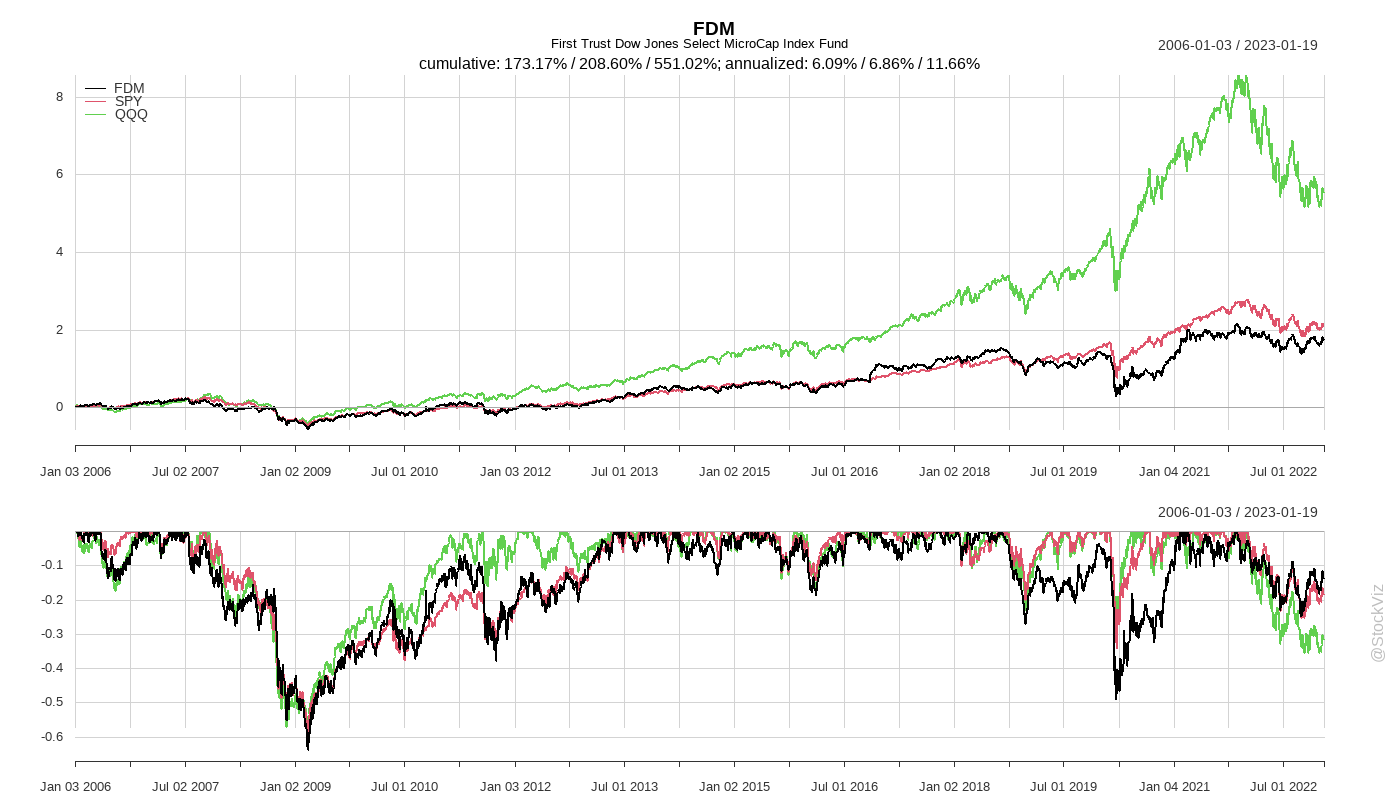 FDM
First Trust Dow Jones Select MicroCap Index Fund
2006-01-03 / 2023-01-19
cumulative: 173.17% / 208.60% / 551.02%; annualized: 6.09% / 6.86% / 11.66%
FDM
SPY
QQQ
8
6
4
2
0
Jan 03 2006 Jul 02 2007 Jan 02 2009 Jul 01 2010 Jan 03 2012 Jul 01 2013 Jan 02 2015 Jul 01 2016 Jan 02 2018 Jul 01 2019 Jan 04 2021 Jul 01 2022
2006-01-03 / 2023-01-19
-0.1
-0.2
-0.3
-0.4
-0.5
-0.6
Jan 03 2006 Jul 02 2007 Jan 02 2009 Jul 01 2010 Jan 03 2012 Jul 01 2013 Jan 02 2015 Jul 01 2016 Jan 02 2018 Jul 01 2019 Jan 04 2021 Jul 01 2022
@StockViz